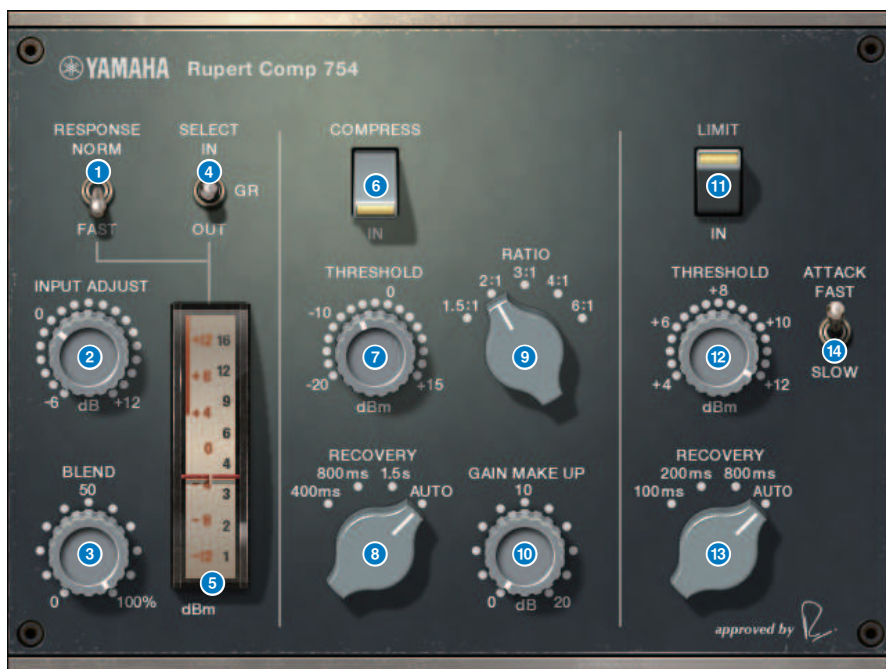 YAMAHA Rupert Comp 754
RESPONSE
NORM
1
FAST
SELECT
IN
4
GR
OUT
INPUT ADJUST
0
2
-6 dB +12
BLEND
50
3
0 100%
+12 16
+8 12
+4 9
0 6
4
-4 3
-8 2
-12 1
5
dBm
COMPRESS
6
IN
THRESHOLD
-10 0
7
-20 +15
dBm
RATIO
1.5:1 2:1 3:1 4:1 6:1
9
RECOVERY
400ms 800ms 1.5s AUTO
8
GAIN MAKE UP
10
10
0 dB 20
LIMIT
11
IN
THRESHOLD
+8
+6 +10
12
+4 +12
dBm
ATTACK
FAST
14
SLOW
RECOVERY
100ms 200ms 800ms AUTO
13
approved by